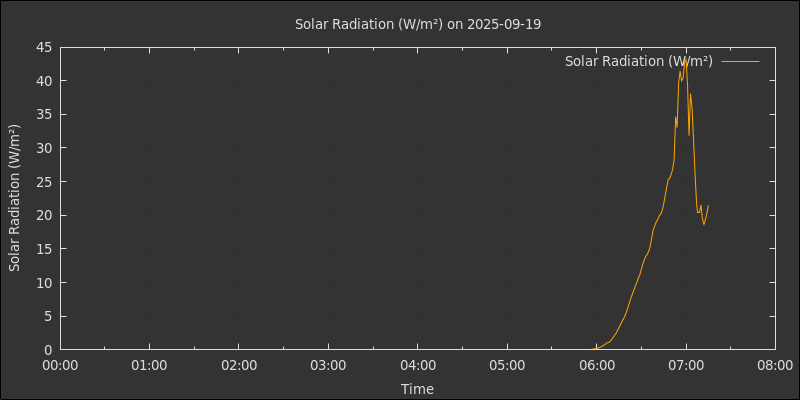 Solar Radiation (W/m²) on 2025-09-19
Solar Radiation (W/m²)
Solar Radiation (W/m²)
45
40
35
30
25
20
15
10
5
0
00:00 01:00 02:00 03:00 04:00 05:00 06:00 07:00 08:00
Time